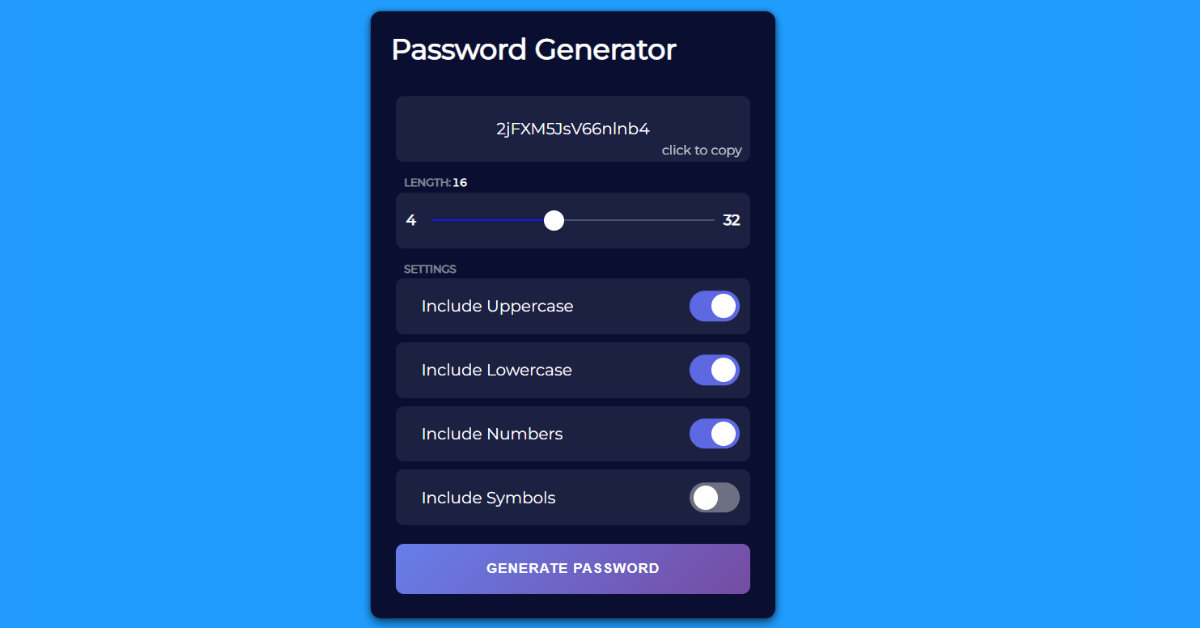 Password Generator
2jFXM5JsV66nlnb4
click to copy
LENGTH: 16
4 32
SETTINGS
Include Uppercase
Include Lowercase
Include Numbers
Include Symbols
GENERATE PASSWORD